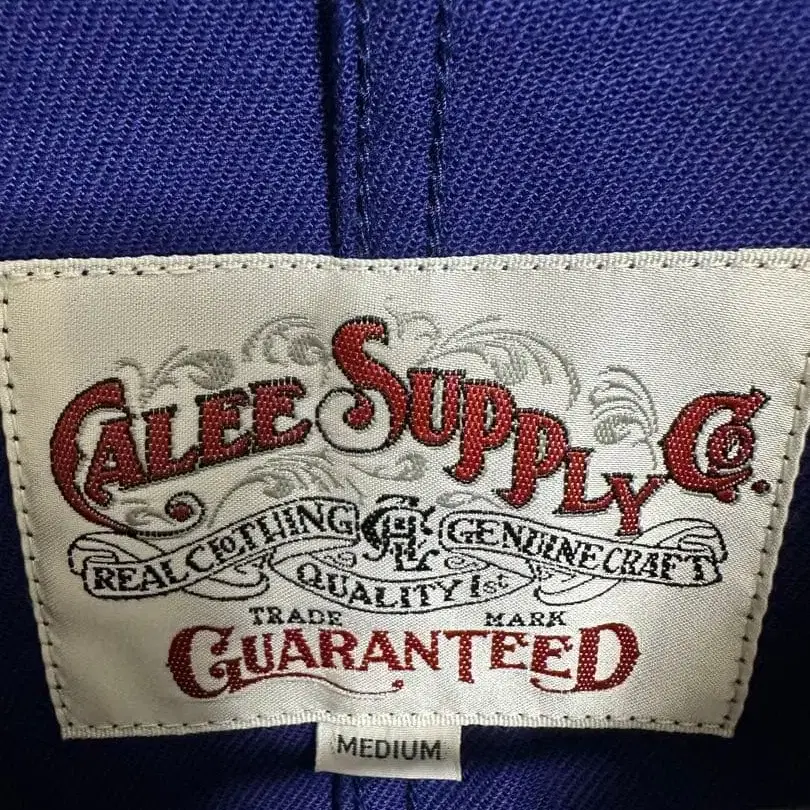 CALEE SUPPLY Co.
REAL CLOTHING GENUINE CRAFT
QUALITY 1st
TRADE MARK
GUARANTEED
MEDIUM